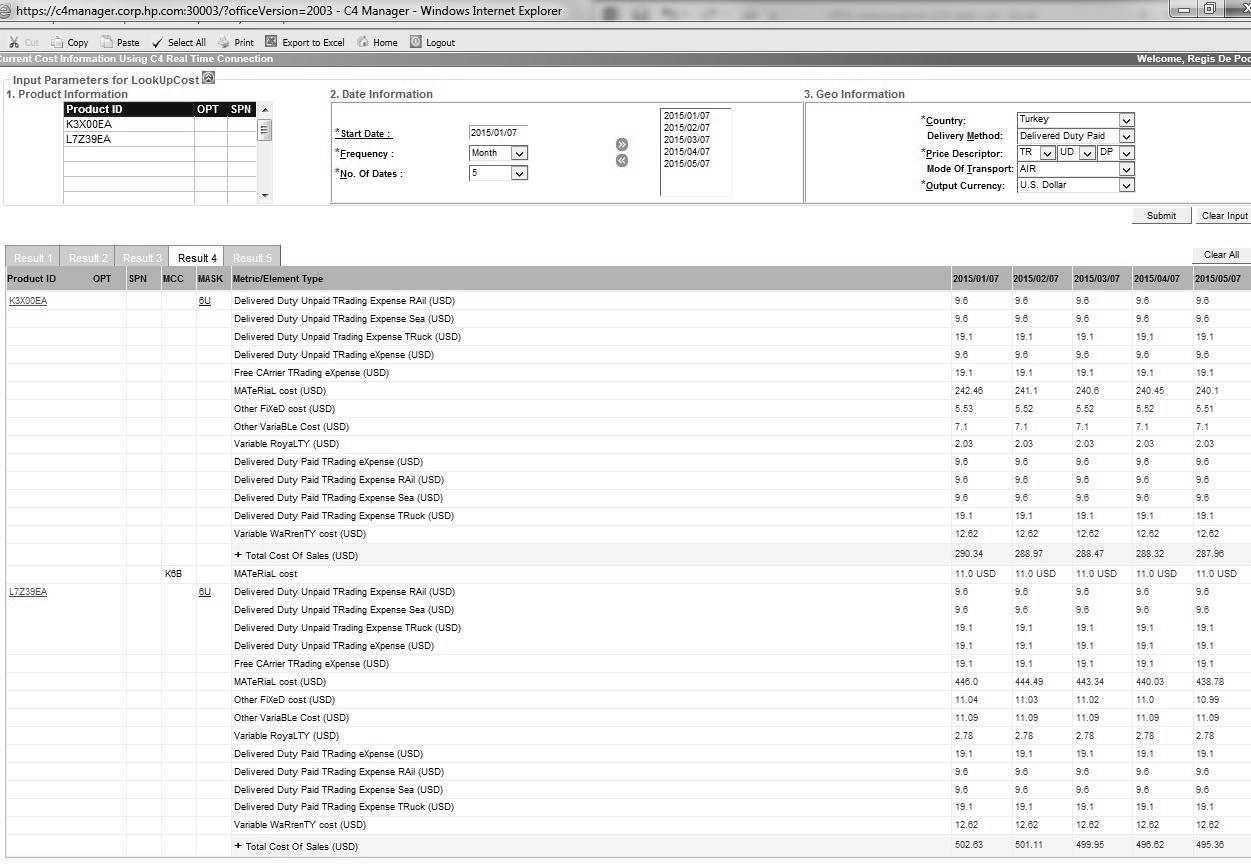 https://c4manager.corp.hp.com:30003/?officeVersion=2003 - C4 Manager - Windows Internet Explorer
Cut Copy Paste Select All Print Export to Excel Home Logout
Current Cost Information Using C4 Real Time Connection Welcome, Regis De Poo
Input Parameters for LookUpCost
1. Product Information 2. Date Information 3. Geo Information
Product ID OPT SPN
K3X00EA
L7Z39EA
*Start Date : 2015/01/07
*Frequency : Month
*No. Of Dates : 5
2015/01/07
2015/02/07
2015/03/07
2015/04/07
2015/05/07
*Country: Turkey
Delivery Method: Delivered Duty Paid
*Price Descriptor: TR UD DP
Mode Of Transport: AIR
*Output Currency: U.S. Dollar
Submit Clear Input
Result 1 Result 2 Result 3 Result 4 Result 5 Clear All
Product ID OPT SPN MCC MASK Metric/Element Type 2015/01/07 2015/02/07 2015/03/07 2015/04/07 2015/05/07
K3X00EA 6U Delivered Duty Unpaid TRading Expense RAil (USD) 9.6 9.6 9.6 9.6 9.6
Delivered Duty Unpaid TRading Expense Sea (USD) 9.6 9.6 9.6 9.6 9.6
Delivered Duty Unpaid Trading Expense TRuck (USD) 19.1 19.1 19.1 19.1 19.1
Delivered Duty Unpaid TRading eXpense (USD) 9.6 9.6 9.6 9.6 9.6
Free CArrier TRading eXpense (USD) 19.1 19.1 19.1 19.1 19.1
MATeRiaL cost (USD) 242.46 241.1 240.6 240.45 240.1
Other FiXeD cost (USD) 5.53 5.52 5.52 5.52 5.51
Other VariaBLe Cost (USD) 7.1 7.1 7.1 7.1 7.1
Variable RoyaLTY (USD) 2.03 2.03 2.03 2.03 2.03
Delivered Duty Paid TRading eXpense (USD) 9.6 9.6 9.6 9.6 9.6
Delivered Duty Paid TRading Expense RAil (USD) 9.6 9.6 9.6 9.6 9.6
Delivered Duty Paid TRading Expense Sea (USD) 9.6 9.6 9.6 9.6 9.6
Delivered Duty Paid TRading Expense TRuck (USD) 19.1 19.1 19.1 19.1 19.1
Variable WaRrenTY cost (USD) 12.62 12.62 12.62 12.62 12.62
+ Total Cost Of Sales (USD) 290.34 288.97 288.47 288.32 287.96
K6B MATeRiaL cost 11.0 USD 11.0 USD 11.0 USD 11.0 USD 11.0 USD
L7Z39EA 6U Delivered Duty Unpaid TRading Expense RAil (USD) 9.6 9.6 9.6 9.6 9.6
Delivered Duty Unpaid TRading Expense Sea (USD) 9.6 9.6 9.6 9.6 9.6
Delivered Duty Unpaid Trading Expense TRuck (USD) 19.1 19.1 19.1 19.1 19.1
Delivered Duty Unpaid TRading eXpense (USD) 19.1 19.1 19.1 19.1 19.1
Free CArrier TRading eXpense (USD) 19.1 19.1 19.1 19.1 19.1
MATeRiaL cost (USD) 446.0 444.49 443.34 440.03 438.78
Other FiXeD cost (USD) 11.04 11.03 11.02 11.0 10.99
Other VariaBLe Cost (USD) 11.09 11.09 11.09 11.09 11.09
Variable RoyaLTY (USD) 2.78 2.78 2.78 2.78 2.78
Delivered Duty Paid TRading eXpense (USD) 19.1 19.1 19.1 19.1 19.1
Delivered Duty Paid TRading Expense RAil (USD) 9.6 9.6 9.6 9.6 9.6
Delivered Duty Paid TRading Expense Sea (USD) 9.6 9.6 9.6 9.6 9.6
Delivered Duty Paid TRading Expense TRuck (USD) 19.1 19.1 19.1 19.1 19.1
Variable WaRrenTY cost (USD) 12.62 12.62 12.62 12.62 12.62
+ Total Cost Of Sales (USD) 502.63 501.11 499.95 496.62 495.36